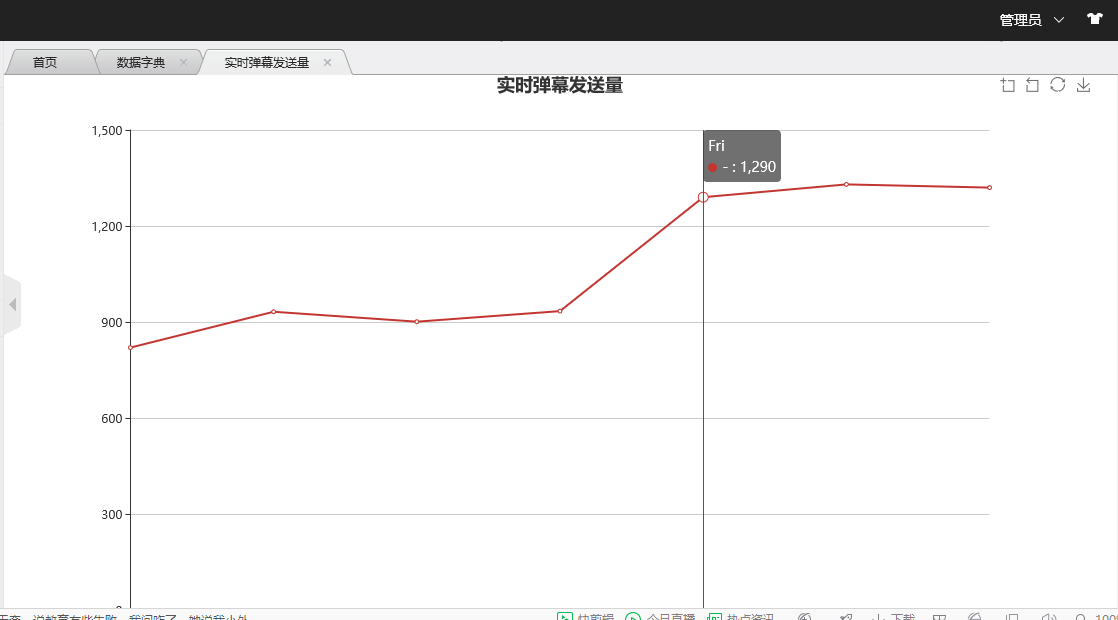 管理员
首页
数据字典
实时弹幕发送量
实时弹幕发送量
1,500
Fri
- : 1,290
1,200
900
600
300
0
快剪辑
今日直播
热点资讯
下载